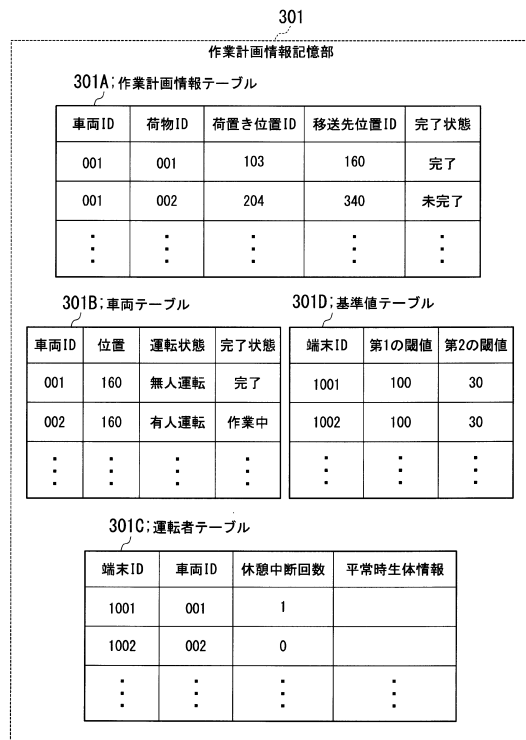 301
作業計画情報記憶部
301A;作業計画情報テーブル
車両ID 荷物ID 荷置き位置ID 移送先位置ID 完了状態
001 001 103 160 完了
001 002 204 340 未完了
301B;車両テーブル
車両ID 位置 運転状態 完了状態
001 160 無人運転 完了
002 160 有人運転 作業中
301D;基準値テーブル
端末ID 第1の閾値 第2の閾値
1001 100 30
1002 100 30
301C;運転者テーブル
端末ID 車両ID 休憩中断回数 平常時生体情報
1001 001 1
1002 002 0